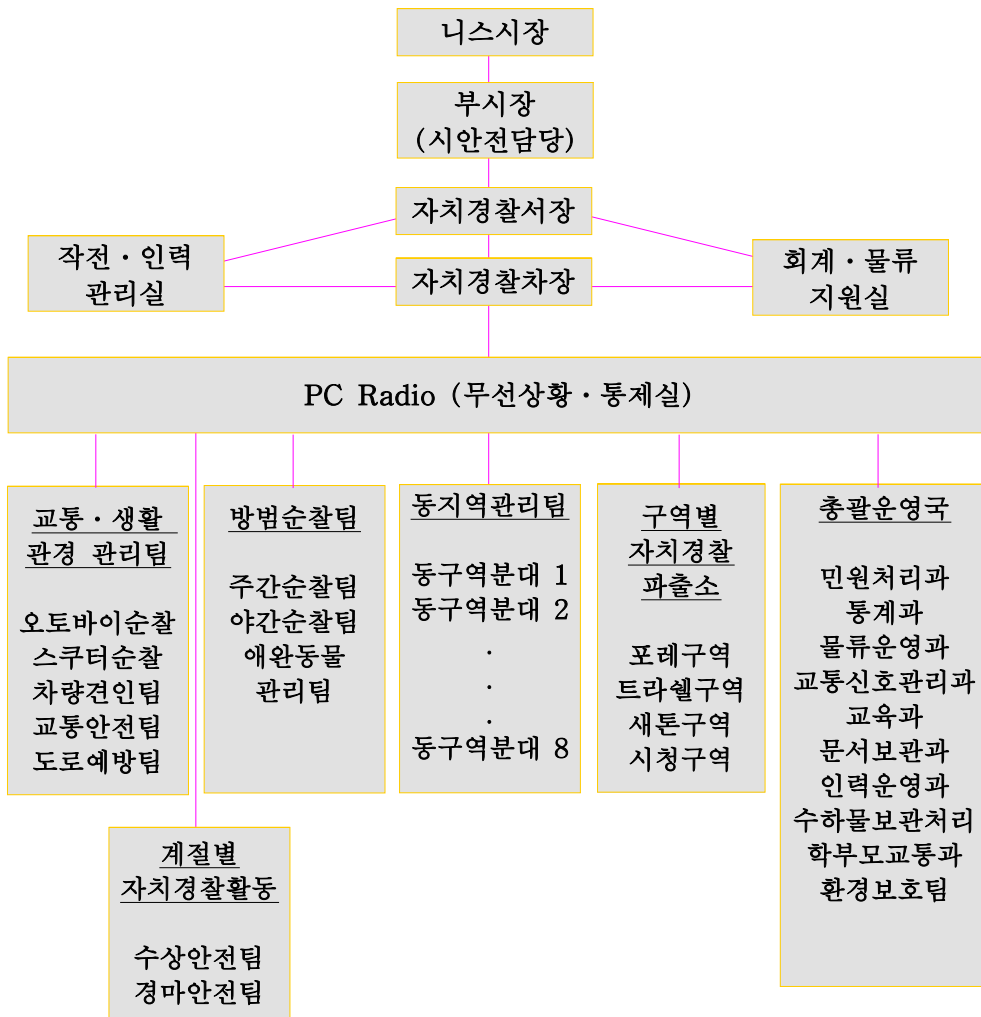 니스시장
부시장
(시안전담당)
자치경찰서장
작전 · 인력
관리실
자치경찰차장
회계 · 물류
지원실
PC Radio (무선상황 · 통제실)
교통 · 생활
관경 관리팀
오토바이순찰
스쿠터순찰
차량견인팀
교통안전팀
도로예방팀
계절별
자치경찰활동
수상안전팀
경마안전팀
방범순찰팀
주간순찰팀
야간순찰팀
애완동물
관리팀
동지역관리팀
동구역분대 1
동구역분대 2
.
.
.
동구역분대 8
구역별
자치경찰
파출소
포레구역
트라쉘구역
새톤구역
시청구역
총괄운영국
민원처리과
통계과
물류운영과
교통신호관리과
교육과
문서보관과
인력운영과
수하물보관처리
학부모교통과
환경보호팀